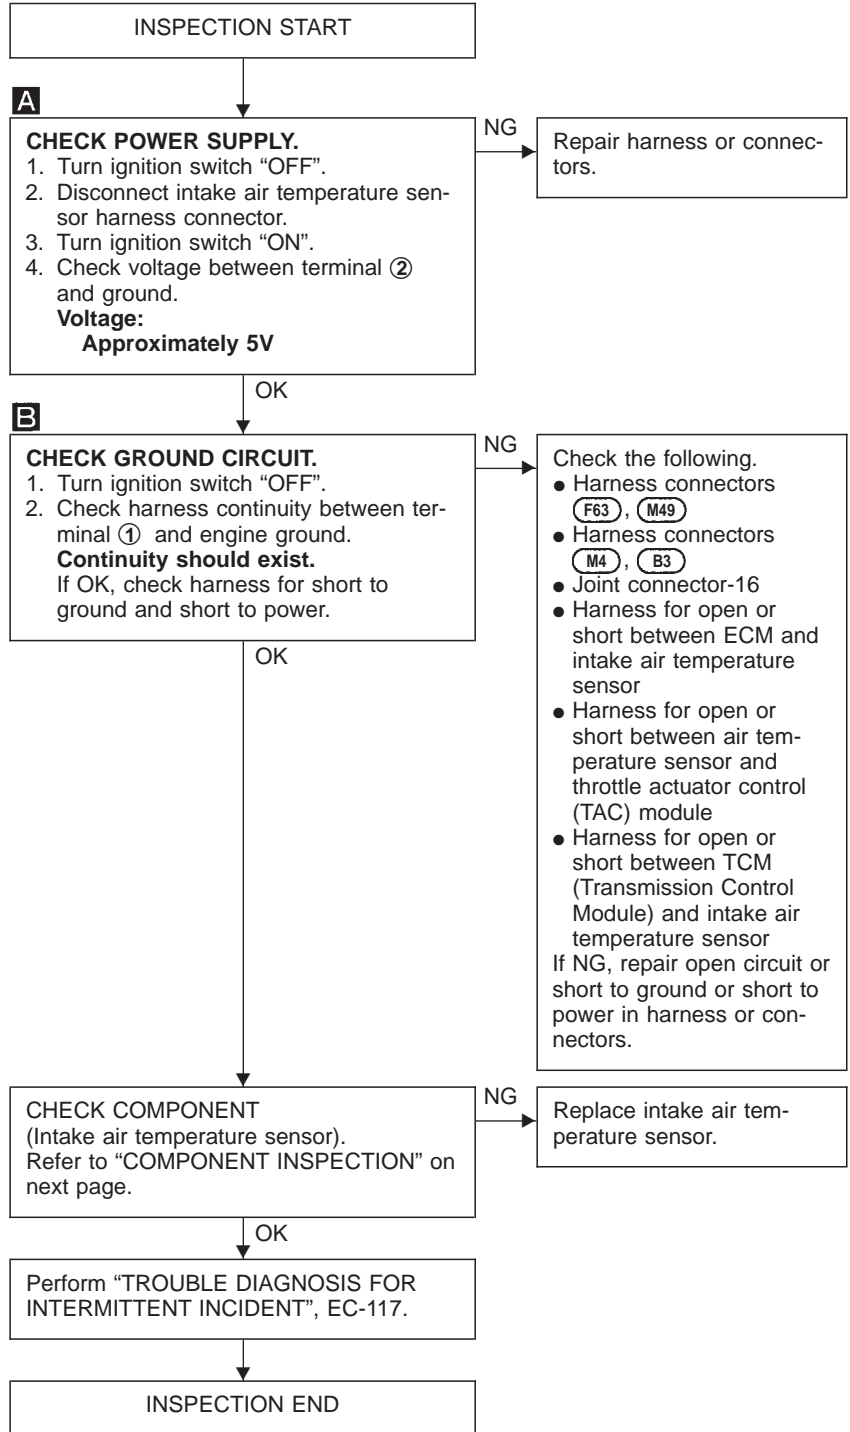 INSPECTION START
A
CHECK POWER SUPPLY.
1. Turn ignition switch “OFF”.
2. Disconnect intake air temperature sen-
sor harness connector.
3. Turn ignition switch “ON”.
4. Check voltage between terminal ②
and ground.
Voltage:
Approximately 5V
NG
Repair harness or connec-
tors.
OK
B
CHECK GROUND CIRCUIT.
1. Turn ignition switch “OFF”.
2. Check harness continuity between ter-
minal ① and engine ground.
Continuity should exist.
If OK, check harness for short to
ground and short to power.
NG
Check the following.
● Harness connectors
F63, M49
● Harness connectors
M4, B3
● Joint connector-16
● Harness for open or
short between ECM and
intake air temperature
sensor
● Harness for open or
short between air tem-
perature sensor and
throttle actuator control
(TAC) module
● Harness for open or
short between TCM
(Transmission Control
Module) and intake air
temperature sensor
If NG, repair open circuit or
short to ground or short to
power in harness or con-
nectors.
OK
CHECK COMPONENT
(Intake air temperature sensor).
Refer to “COMPONENT INSPECTION” on
next page.
NG
Replace intake air tem-
perature sensor.
OK
Perform “TROUBLE DIAGNOSIS FOR
INTERMITTENT INCIDENT”, EC-117.
INSPECTION END